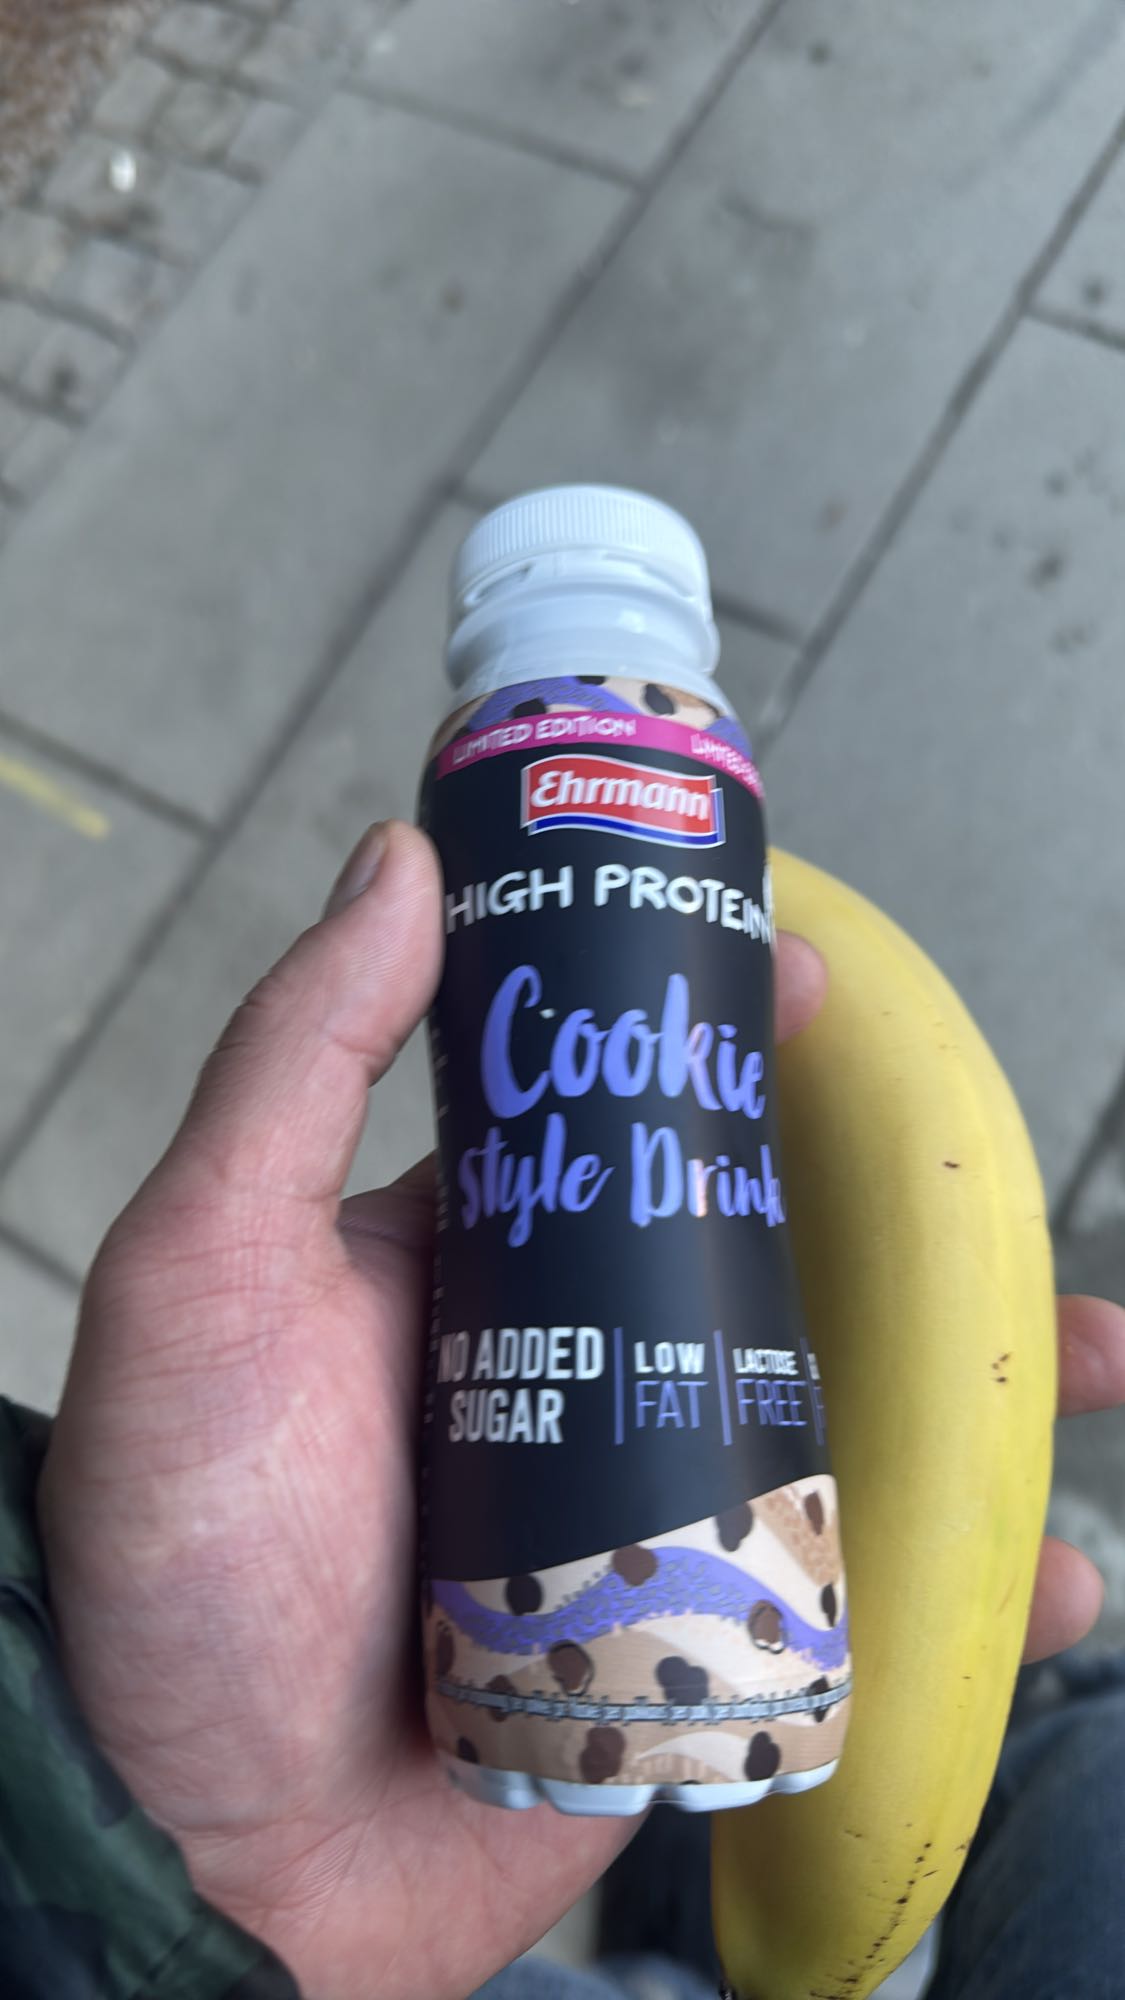 LIMITED EDITION
Ehrmann
HIGH PROTEIN
Cookie
style Drink
NO ADDED
SUGAR
LOW
FAT
LACTOSE
FREE